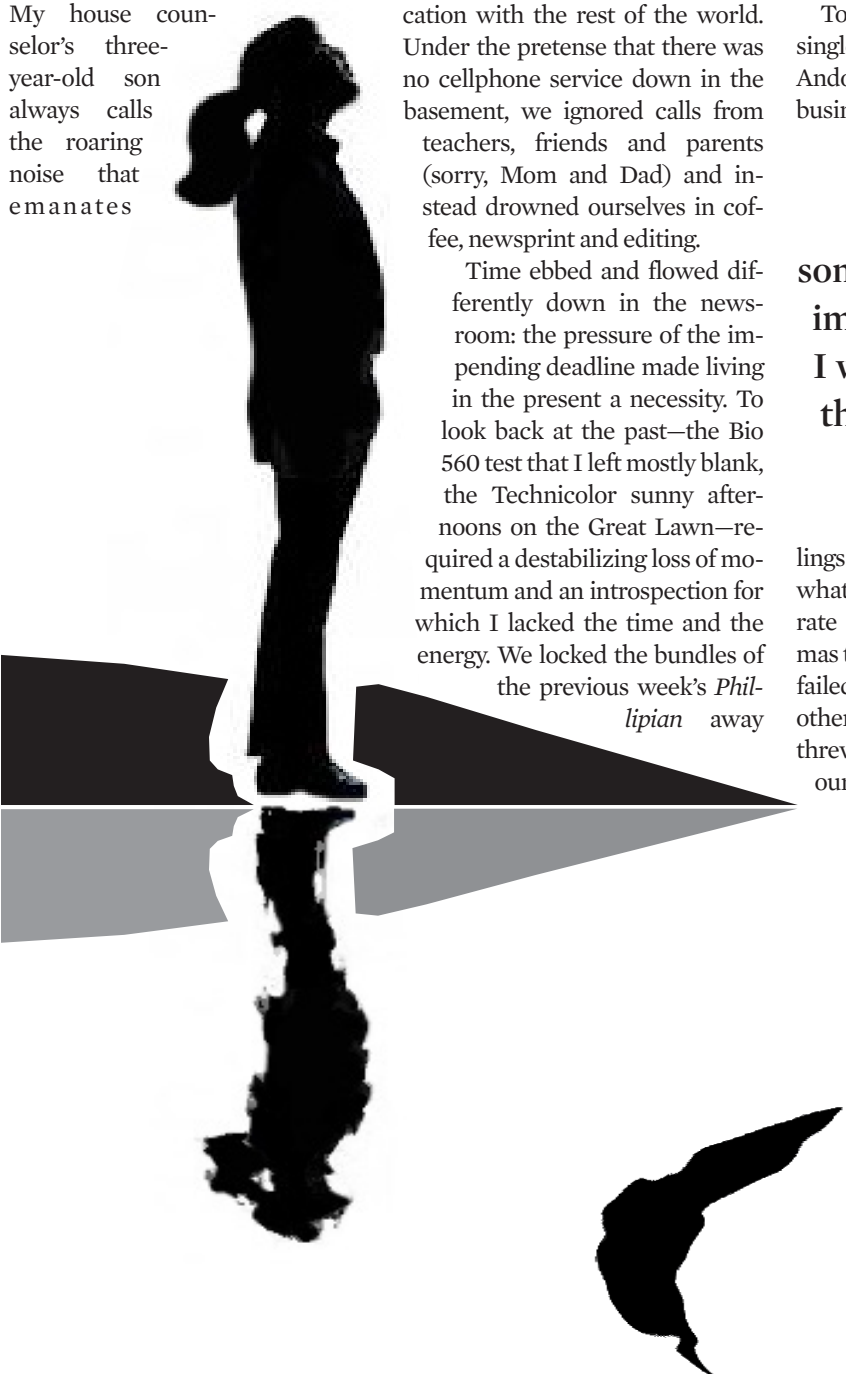 My house coun-
selor's three-
year-old son
always calls
the roaring
noise that
emanates
cation with the rest of the world.
Under the pretense that there was
no cellphone service down in the
basement, we ignored calls from
teachers, friends and parents
(sorry, Mom and Dad) and in-
stead drowned ourselves in cof-
fee, newsprint and editing.
Time ebbed and flowed dif-
ferently down in the news-
room: the pressure of the im-
pending deadline made living
in the present a necessity. To
look back at the past—the Bio
560 test that I left mostly blank,
the Technicolor sunny after-
noons on the Great Lawn—re-
quired a destabilizing loss of mo-
mentum and an introspection for
which I lacked the time and the
energy. We locked the bundles of
the previous week's Phil-
lipian away
To
singl
Ando
busin
son
im
I w
th
lings
what
rate
mas t
failed
other
threw
our